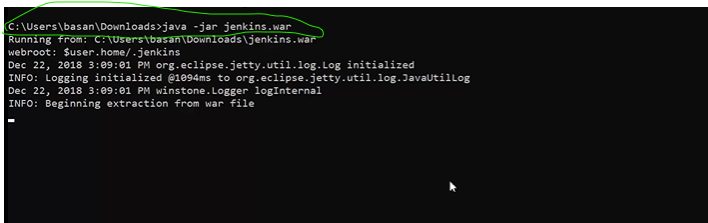 C:\Users\basan\Downloads>java -jar jenkins.war
Running from: C:\Users\basan\Downloads\jenkins.war
webroot: $user.home/.jenkins
Dec 22, 2018 3:09:01 PM org.eclipse.jetty.util.log.Log initialized
INFO: Logging initialized @1094ms to org.eclipse.jetty.util.log.JavaUtilLog
Dec 22, 2018 3:09:01 PM winstone.Logger logInternal
INFO: Beginning extraction from war file